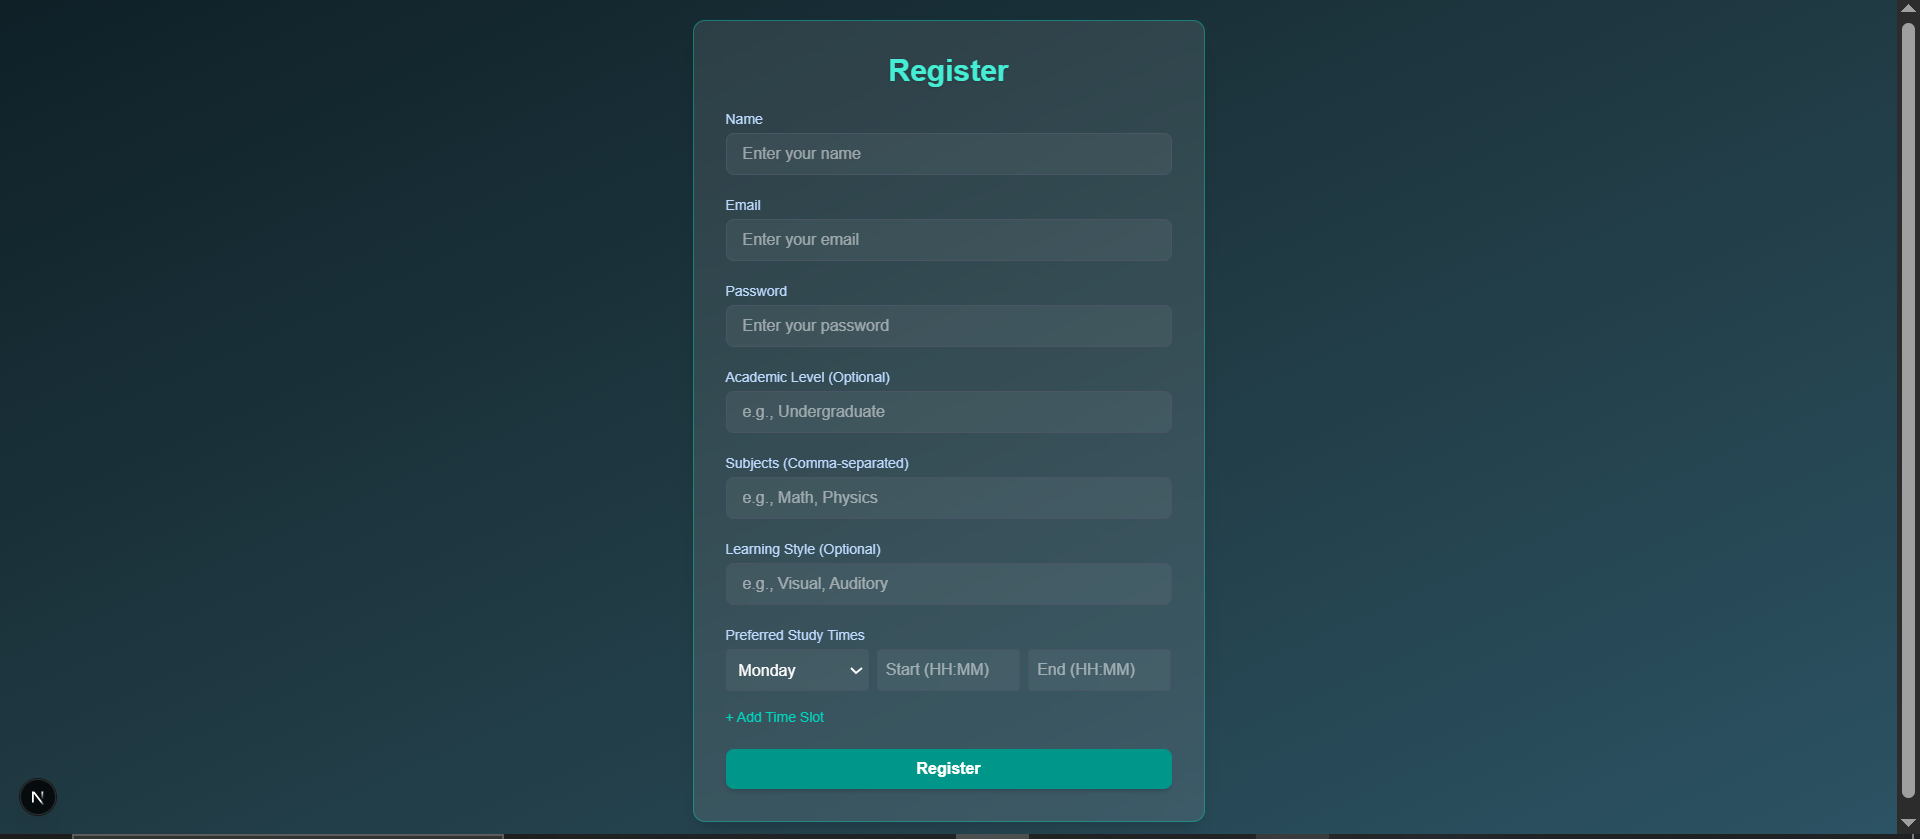 Register
Name
Enter your name
Email
Enter your email
Password
Enter your password
Academic Level (Optional)
e.g., Undergraduate
Subjects (Comma-separated)
e.g., Math, Physics
Learning Style (Optional)
e.g., Visual, Auditory
Preferred Study Times
Monday Start (HH:MM) End (HH:MM)
+ Add Time Slot
Register
N